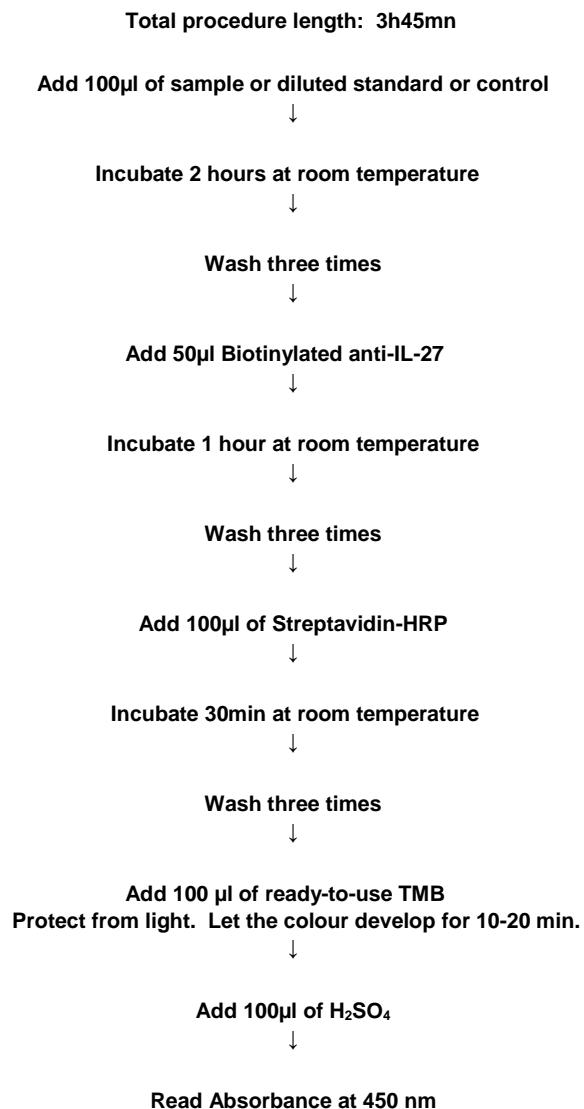 Total procedure length:  3h45mn
Add 100µl of sample or diluted standard or control
↓
Incubate 2 hours at room temperature
↓
Wash three times
↓
Add 50µl Biotinylated anti-IL-27
↓
Incubate 1 hour at room temperature
↓
Wash three times
↓
Add 100µl of Streptavidin-HRP
↓
Incubate 30min at room temperature
↓
Wash three times
↓
Add 100 µl of ready-to-use TMB
Protect from light.  Let the colour develop for 10-20 min.
↓
Add 100µl of H₂SO₄
↓
Read Absorbance at 450 nm